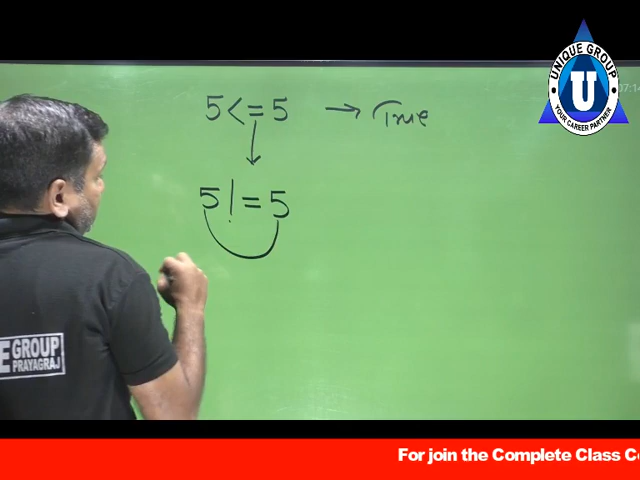 5 <= 5 → True
5 != 5
UNIQUE GROUP
U
YOUR CAREER PARTNER
E GROUP
PRAYAGRAJ
For join the Complete Class C